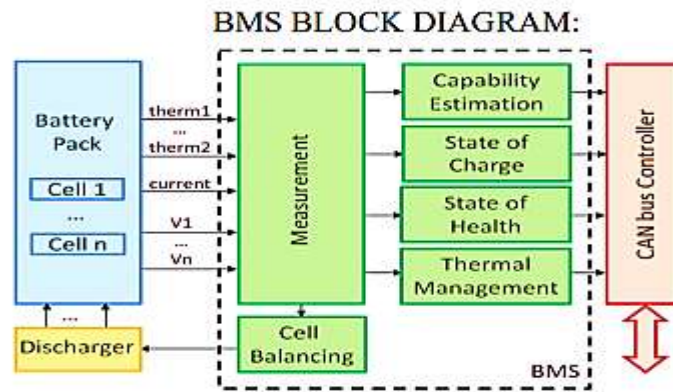 BMS BLOCK DIAGRAM:
Battery
Pack
Cell 1
...
Cell n
therm1
...
therm2
current
V1
...
Vn
Measurement
Capability
Estimation
State of
Charge
State of
Health
Thermal
Management
CAN bus Controller
...
Discharger
Cell
Balancing
BMS